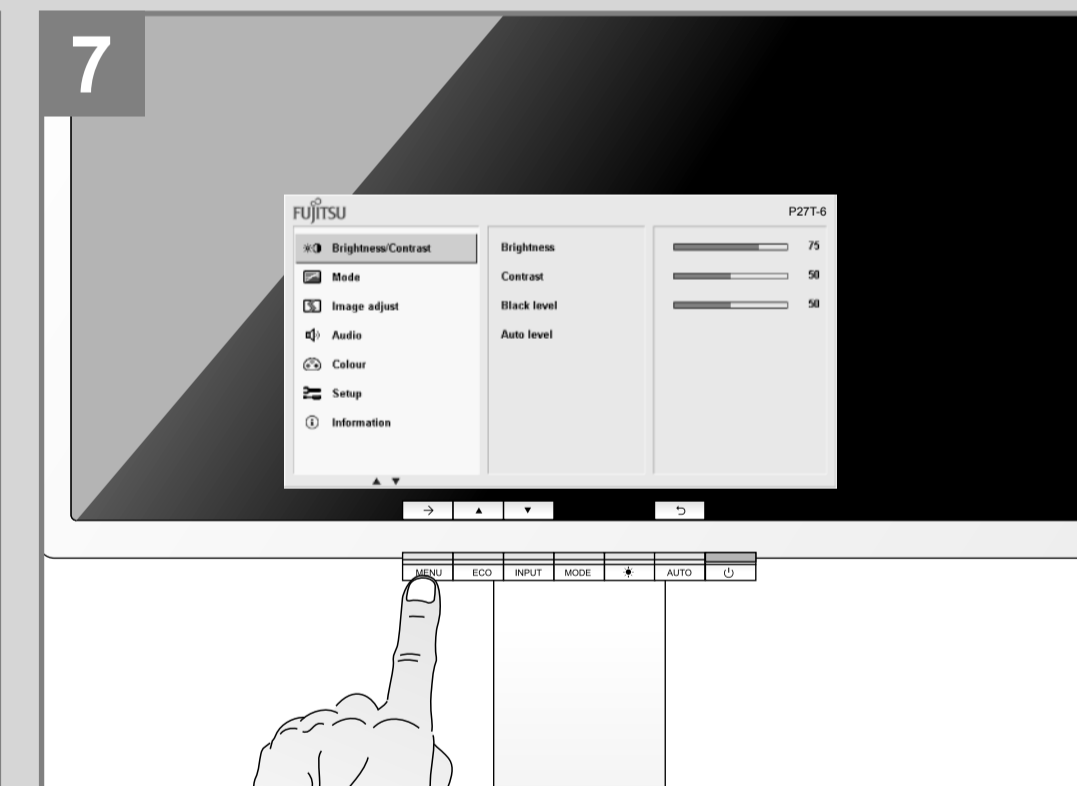 7
FUJITSU
P27T-6
Brightness/Contrast
Mode
Image adjust
Audio
Colour
Setup
Information
Brightness 75
Contrast 50
Black level 50
Auto level
MENU ECO INPUT MODE AUTO